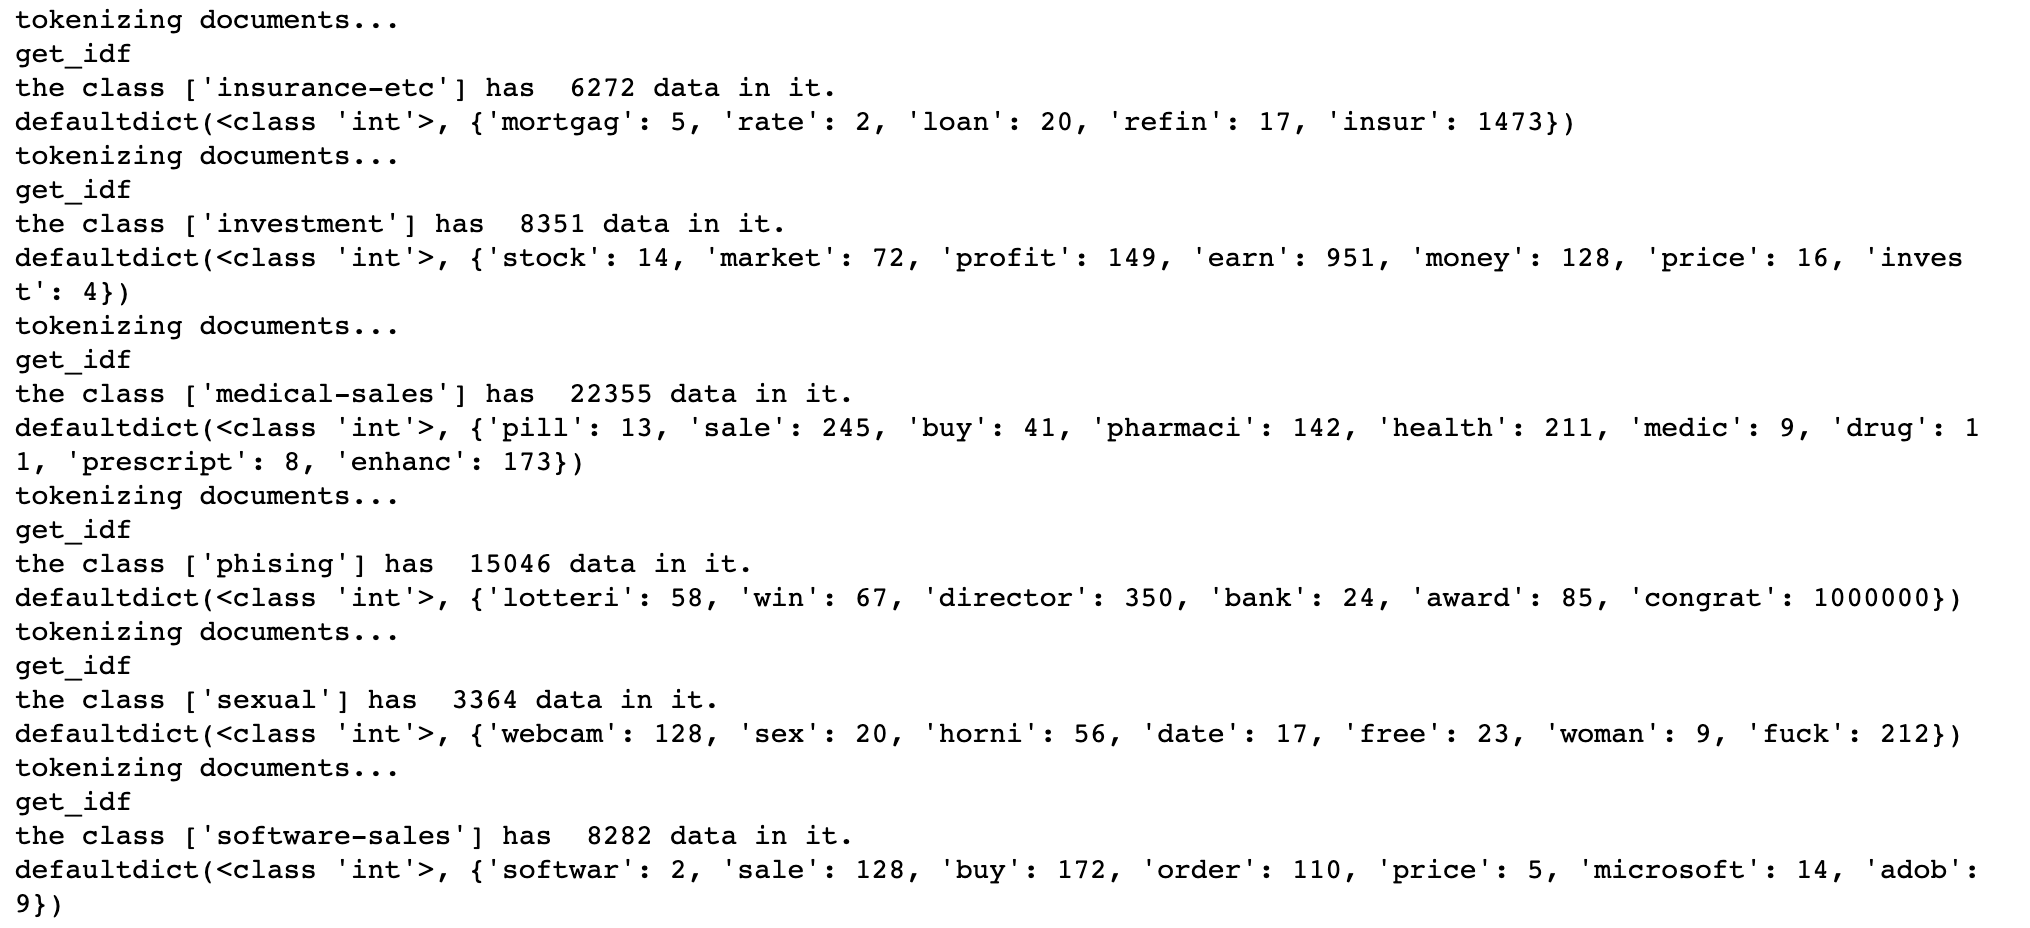 tokenizing documents...
get_idf
the class ['insurance-etc'] has  6272 data in it.
defaultdict(<class 'int'>, {'mortgag': 5, 'rate': 2, 'loan': 20, 'refin': 17, 'insur': 1473})
tokenizing documents...
get_idf
the class ['investment'] has  8351 data in it.
defaultdict(<class 'int'>, {'stock': 14, 'market': 72, 'profit': 149, 'earn': 951, 'money': 128, 'price': 16, 'inves
t': 4})
tokenizing documents...
get_idf
the class ['medical-sales'] has  22355 data in it.
defaultdict(<class 'int'>, {'pill': 13, 'sale': 245, 'buy': 41, 'pharmaci': 142, 'health': 211, 'medic': 9, 'drug': 1
1, 'prescript': 8, 'enhanc': 173})
tokenizing documents...
get_idf
the class ['phising'] has  15046 data in it.
defaultdict(<class 'int'>, {'lotteri': 58, 'win': 67, 'director': 350, 'bank': 24, 'award': 85, 'congrat': 1000000})
tokenizing documents...
get_idf
the class ['sexual'] has  3364 data in it.
defaultdict(<class 'int'>, {'webcam': 128, 'sex': 20, 'horni': 56, 'date': 17, 'free': 23, 'woman': 9, 'fuck': 212})
tokenizing documents...
get_idf
the class ['software-sales'] has  8282 data in it.
defaultdict(<class 'int'>, {'softwar': 2, 'sale': 128, 'buy': 172, 'order': 110, 'price': 5, 'microsoft': 14, 'adob':
9})